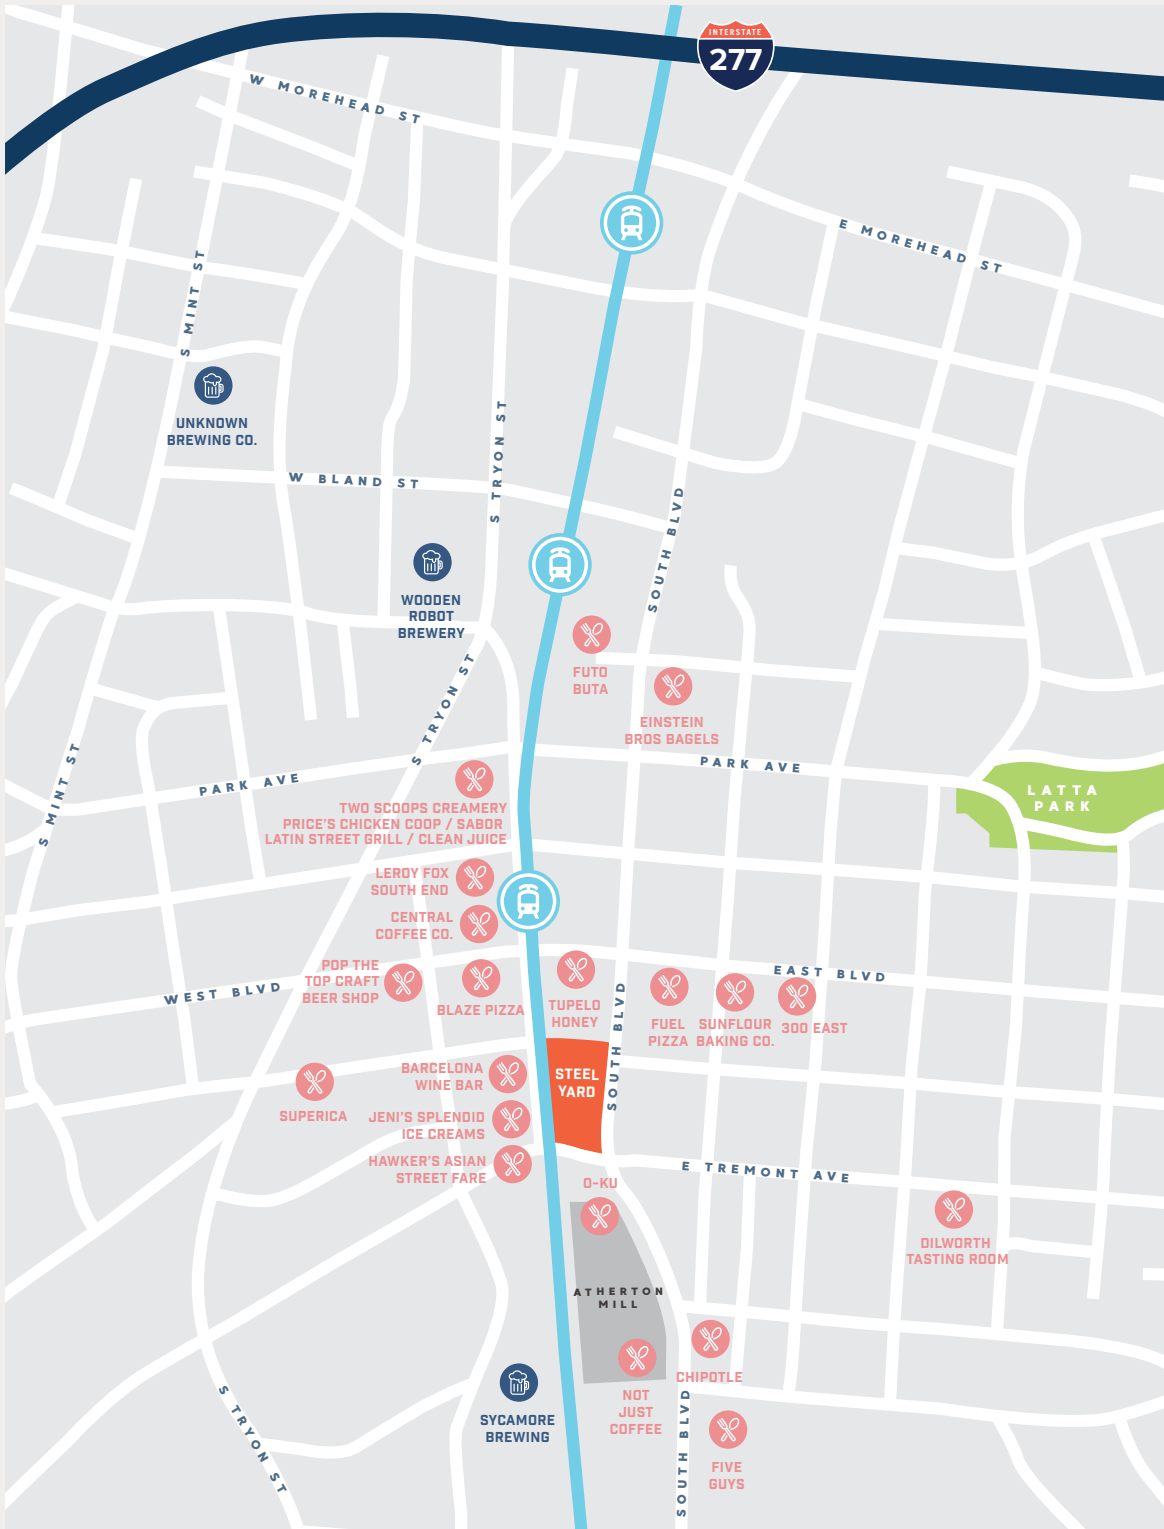 INTERSTATE
277
W MOREHEAD ST
E MOREHEAD ST
S MINT ST
UNKNOWN
BREWING CO.
S TRYON ST
W BLAND ST
SOUTH BLVD
WOODEN
ROBOT
BREWERY
FUTO
BUTA
EINSTEIN
BROS BAGELS
S TRYON ST
S MINT ST
PARK AVE
PARK AVE
LATTA
PARK
TWO SCOOPS CREAMERY
PRICE'S CHICKEN COOP / SABOR
LATIN STREET GRILL / CLEAN JUICE
LEROY FOX
SOUTH END
CENTRAL
COFFEE CO.
POP THE
TOP CRAFT
BEER SHOP
WEST BLVD
BLAZE PIZZA
TUPELO
HONEY
EAST BLVD
SOUTH BLVD
FUEL
PIZZA
SUNFLOUR
BAKING CO.
300 EAST
STEEL
YARD
BARCELONA
WINE BAR
SUPERICA
JENI'S SPLENDID
ICE CREAMS
HAWKER'S ASIAN
STREET FARE
E TREMONT AVE
O-KU
DILWORTH
TASTING ROOM
ATHERTON
MILL
CHIPOTLE
NOT
JUST
COFFEE
SOUTH BLVD
SYCAMORE
BREWING
S TRYON ST
FIVE
GUYS